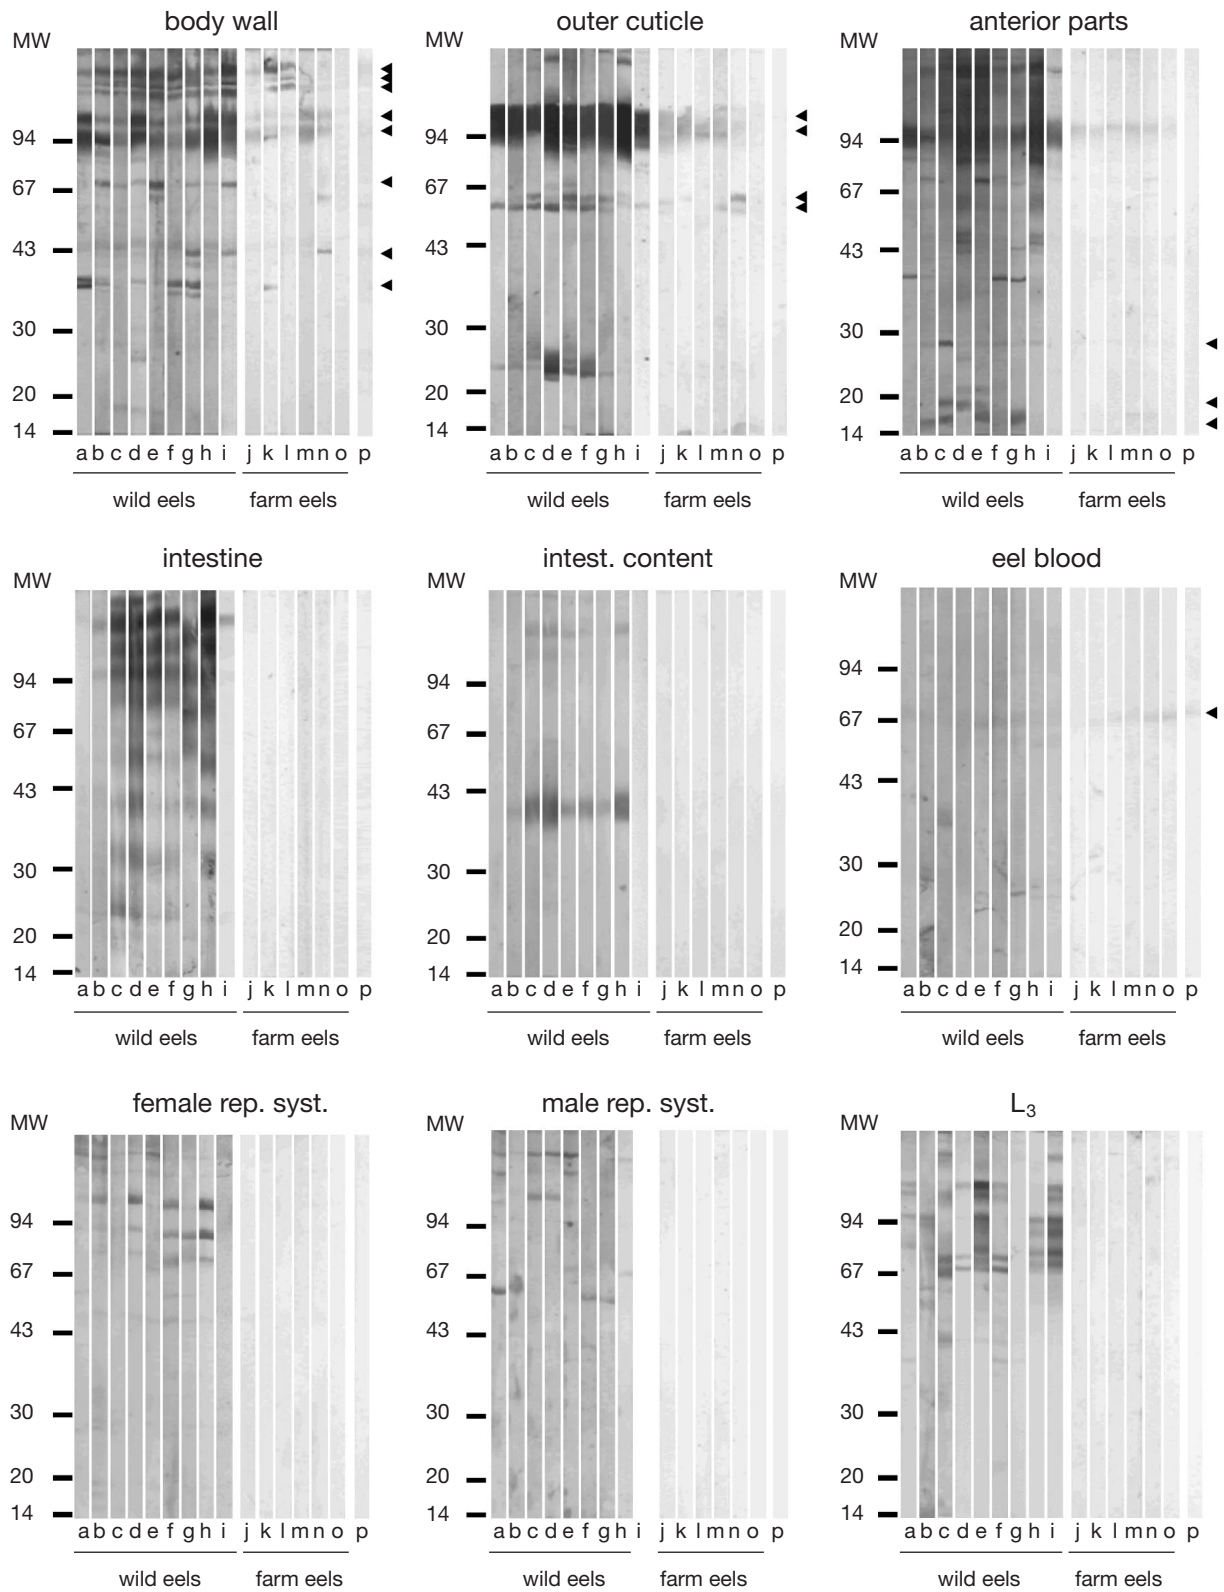 body wall
MW
94
67
43
30
20
14
a b c d e f g h i j k l m n o p
wild eels farm eels
outer cuticle
MW
94
67
43
30
20
14
a b c d e f g h i j k l m n o p
wild eels farm eels
anterior parts
MW
94
67
43
30
20
14
a b c d e f g h i j k l m n o p
wild eels farm eels
intestine
MW
94
67
43
30
20
14
a b c d e f g h i j k l m n o p
wild eels farm eels
intest. content
MW
94
67
43
30
20
14
a b c d e f g h i j k l m n o p
wild eels farm eels
eel blood
MW
94
67
43
30
20
14
a b c d e f g h i j k l m n o p
wild eels farm eels
female rep. syst.
MW
94
67
43
30
20
14
a b c d e f g h i j k l m n o p
wild eels farm eels
male rep. syst.
MW
94
67
43
30
20
14
a b c d e f g h i j k l m n o p
wild eels farm eels
L3
MW
94
67
43
30
20
14
a b c d e f g h i j k l m n o p
wild eels farm eels